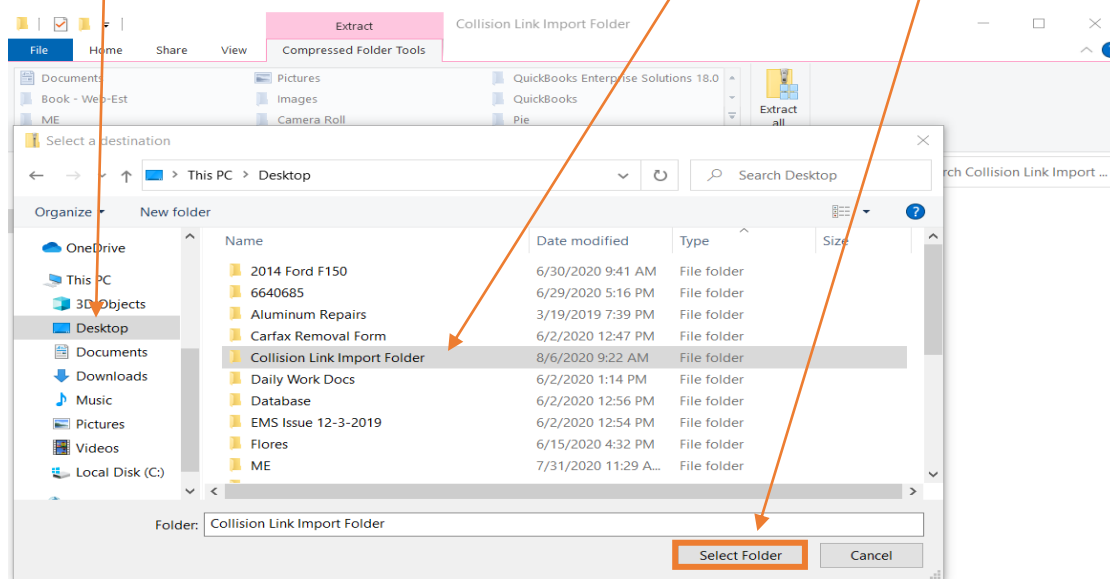 Extract Collision Link Import Folder
File Home Share View Compressed Folder Tools
Documents Pictures QuickBooks Enterprise Solutions 18.0
Book - Web-Est Images QuickBooks Extract
ME Camera Roll Pie all
Select a destination
This PC > Desktop Search Desktop rch Collision Link Import ...
Organize New folder ?
Name Date modified Type Size
OneDrive
This PC 2014 Ford F150 6/30/2020 9:41 AM File folder
3D Objects 6640685 6/29/2020 5:16 PM File folder
Aluminum Repairs 3/19/2019 7:39 PM File folder
Desktop Carfax Removal Form 6/2/2020 12:47 PM File folder
Documents Collision Link Import Folder 8/6/2020 9:22 AM File folder
Downloads Daily Work Docs 6/2/2020 1:14 PM File folder
Music Database 6/2/2020 12:56 PM File folder
Pictures EMS Issue 12-3-2019 6/2/2020 12:54 PM File folder
Videos Flores 6/15/2020 4:32 PM File folder
Local Disk (C:) ME 7/31/2020 11:29 A... File folder
Folder: Collision Link Import Folder
Select Folder Cancel